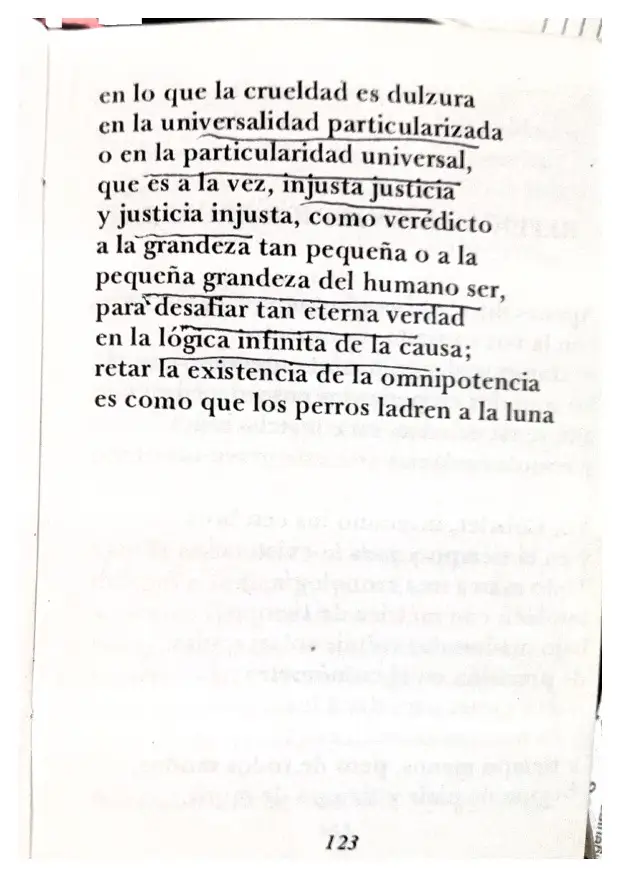 en lo que la crueldad es dulzura
en la universalidad particularizada
o en la particularidad universal,
que es a la vez, injusta justicia
y justicia injusta, como veredicto
a la grandeza tan pequeña o a la
pequeña grandeza del humano ser,
para desafiar tan eterna verdad
en la lógica infinita de la causa;
retar la existencia de la omnipotencia
es como que los perros ladren a la luna
123